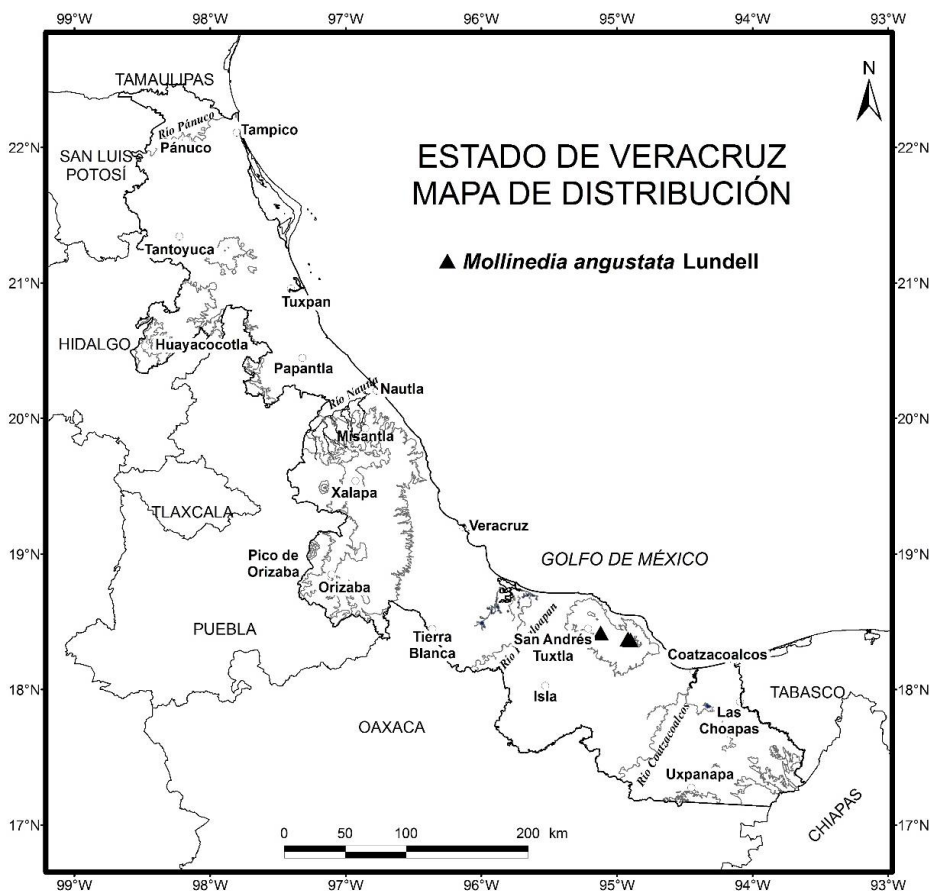 99°W 98°W 97°W 96°W 95°W 94°W 93°W
N
TAMAULIPAS
Río Pánuco
Tampico
22°N
Pánuco
22°N
SAN LUIS
POTOSÍ
ESTADO DE VERACRUZ
MAPA DE DISTRIBUCIÓN
Tantoyuca
Mollinedia angustata Lundell
21°N
21°N
Tuxpan
HIDALGO
Huayacocotla
Papantla
Río Nautla
Nautla
20°N
20°N
Misantla
Xalapa
TLAXCALA
Veracruz
19°N
19°N
Pico de
Orizaba
GOLFO DE MÉXICO
Orizaba
PUEBLA
Tierra
Blanca
Río
San Andrés
Tuxtla
Coatzacoalcos
18°N
18°N
Isla
TABASCO
OAXACA
Las
Choapas
Río Coatzacoalcos
Uxpanapa
CHIAPAS
17°N
17°N
0 50 100 200 km
99°W 98°W 97°W 96°W 95°W 94°W 93°W